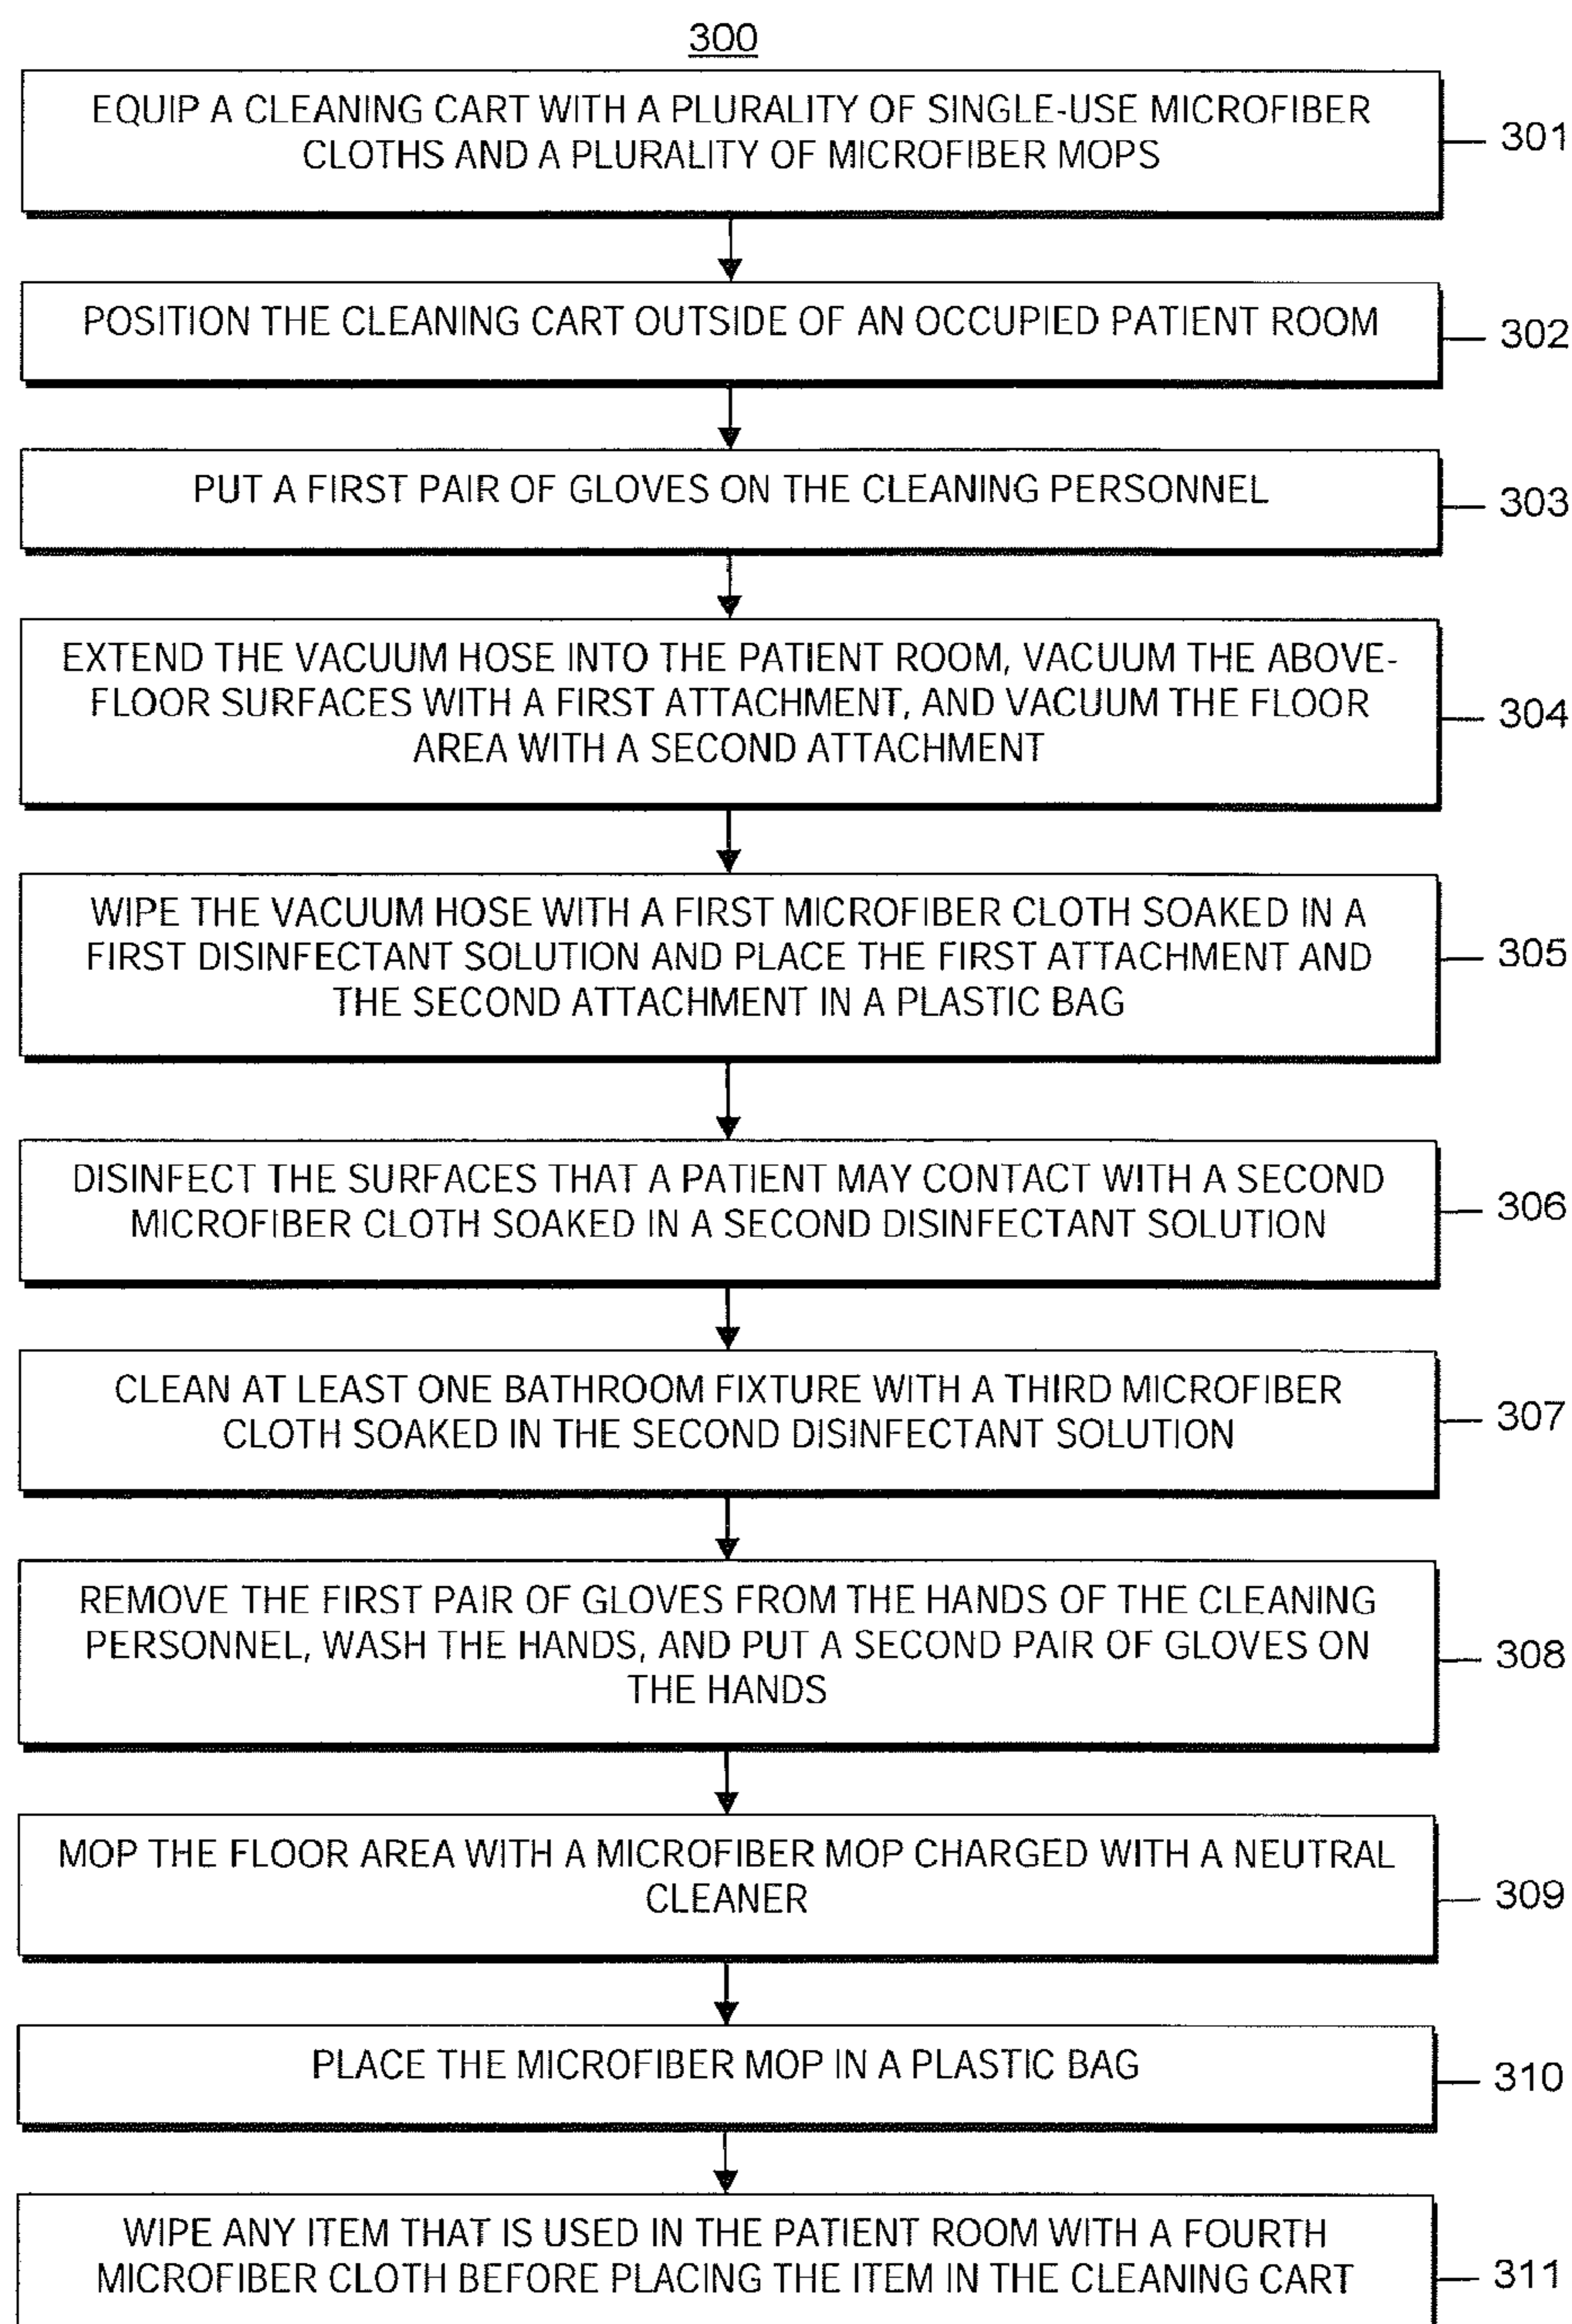 300
EQUIP A CLEANING CART WITH A PLURALITY OF SINGLE-USE MICROFIBER
CLOTHS AND A PLURALITY OF MICROFIBER MOPS
301
POSITION THE CLEANING CART OUTSIDE OF AN OCCUPIED PATIENT ROOM
302
PUT A FIRST PAIR OF GLOVES ON THE CLEANING PERSONNEL
303
EXTEND THE VACUUM HOSE INTO THE PATIENT ROOM, VACUUM THE ABOVE-
FLOOR SURFACES WITH A FIRST ATTACHMENT, AND VACUUM THE FLOOR
AREA WITH A SECOND ATTACHMENT
304
WIPE THE VACUUM HOSE WITH A FIRST MICROFIBER CLOTH SOAKED IN A
FIRST DISINFECTANT SOLUTION AND PLACE THE FIRST ATTACHMENT AND
THE SECOND ATTACHMENT IN A PLASTIC BAG
305
DISINFECT THE SURFACES THAT A PATIENT MAY CONTACT WITH A SECOND
MICROFIBER CLOTH SOAKED IN A SECOND DISINFECTANT SOLUTION
306
CLEAN AT LEAST ONE BATHROOM FIXTURE WITH A THIRD MICROFIBER
CLOTH SOAKED IN THE SECOND DISINFECTANT SOLUTION
307
REMOVE THE FIRST PAIR OF GLOVES FROM THE HANDS OF THE CLEANING
PERSONNEL, WASH THE HANDS, AND PUT A SECOND PAIR OF GLOVES ON
THE HANDS
308
MOP THE FLOOR AREA WITH A MICROFIBER MOP CHARGED WITH A NEUTRAL
CLEANER
309
PLACE THE MICROFIBER MOP IN A PLASTIC BAG
310
WIPE ANY ITEM THAT IS USED IN THE PATIENT ROOM WITH A FOURTH
MICROFIBER CLOTH BEFORE PLACING THE ITEM IN THE CLEANING CART
311